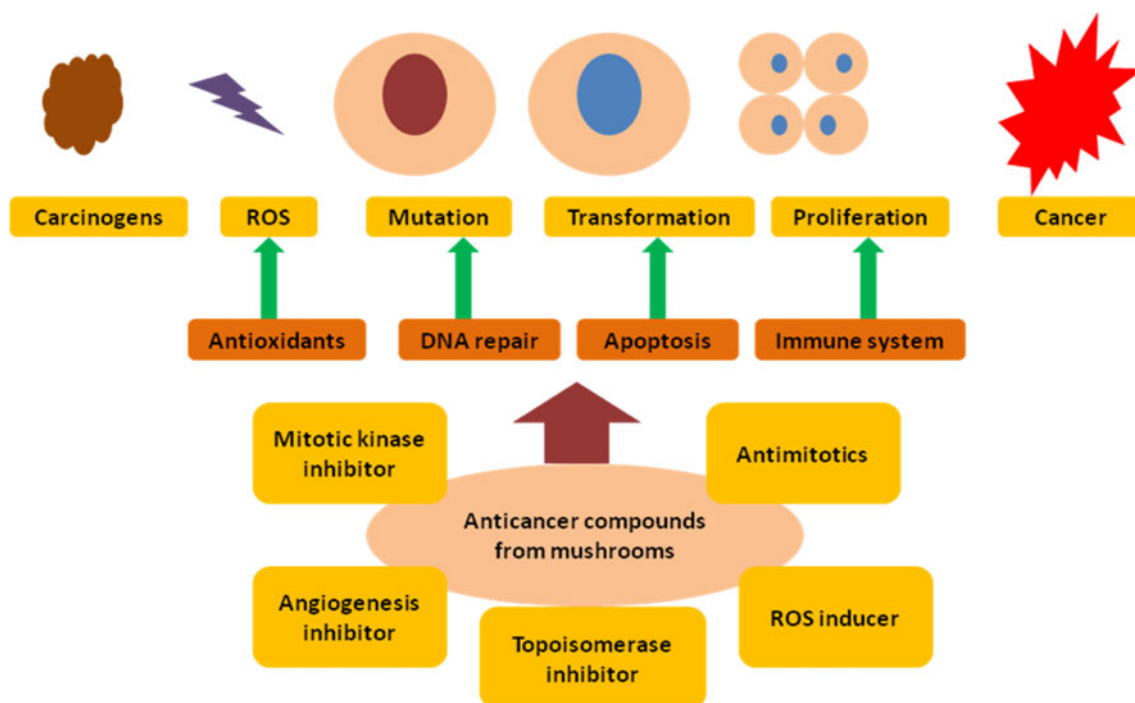 Carcinogens
ROS
Mutation
Transformation
Proliferation
Cancer
Antioxidants
DNA repair
Apoptosis
Immune system
Mitotic kinase
inhibitor
Antimitotics
Anticancer compounds
from mushrooms
Angiogenesis
inhibitor
Topoisomerase
inhibitor
ROS inducer